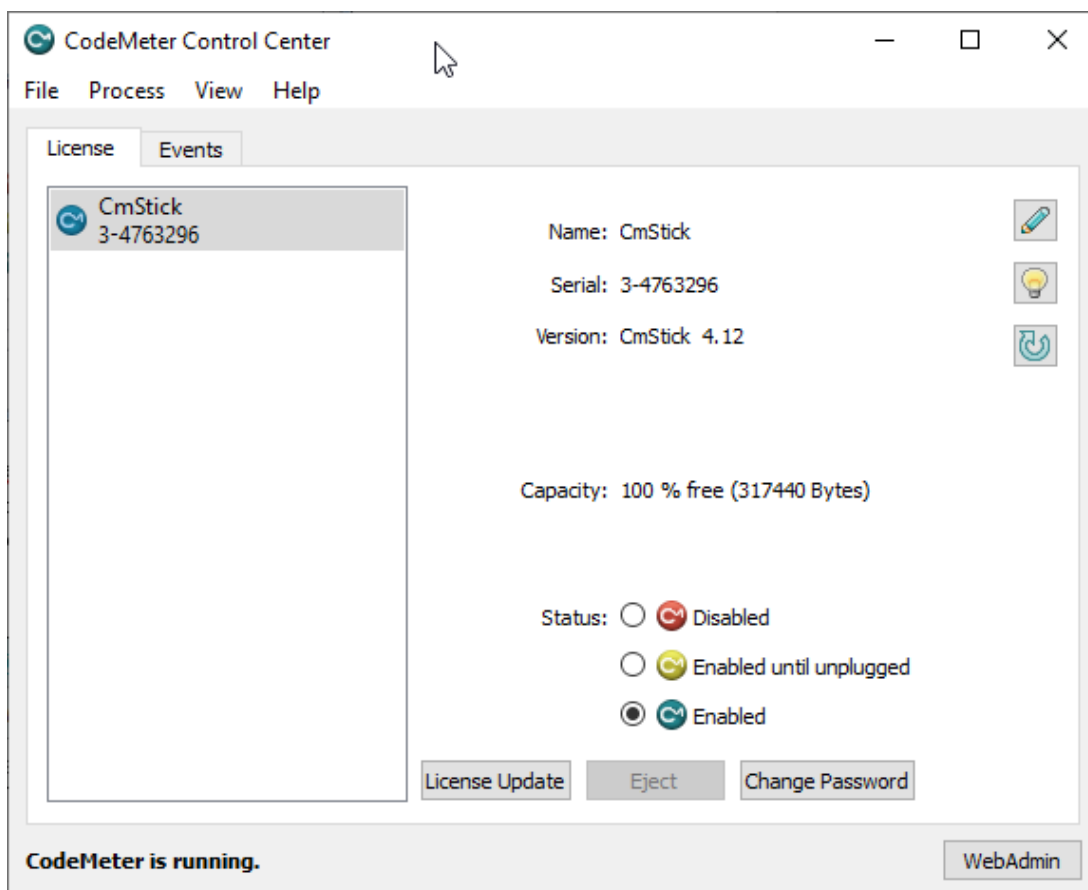 CodeMeter Control Center
File Process View Help
License Events
CmStick
3-4763296
Name: CmStick
Serial: 3-4763296
Version: CmStick 4.12
Capacity: 100 % free (317440 Bytes)
Status: Disabled
Enabled until unplugged
Enabled
License Update Eject Change Password
CodeMeter is running. WebAdmin